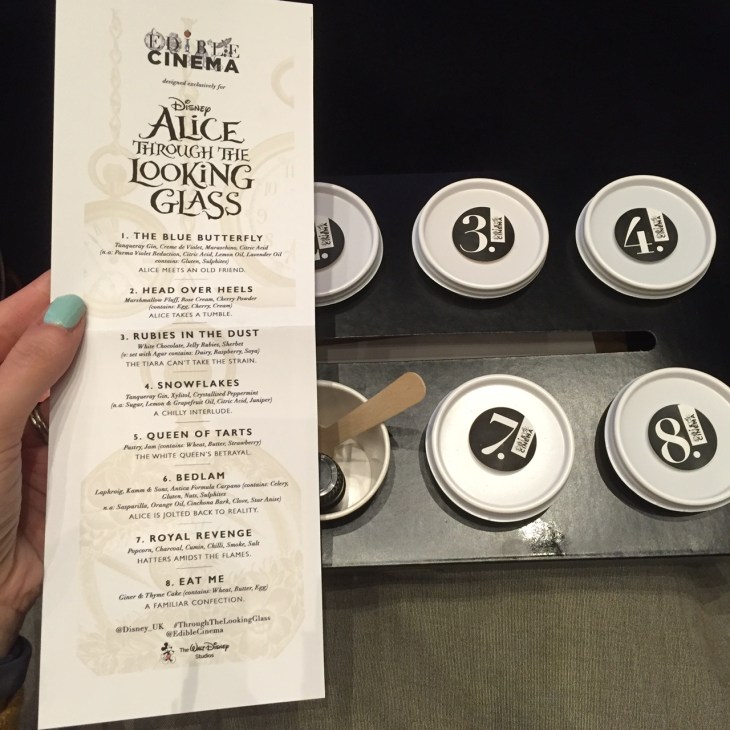 EDIBLE
CINEMA
designed exclusively for
Disney
ALICE
THROUGH THE
LOOKING
GLASS
1. THE BLUE BUTTERFLY
Tanqueray Gin, Creme de Violet, Maraschino, Citric Acid
(n.a: Parma Violet Reduction, Citric Acid, Lemon Oil, Lavender Oil
contains: Gluten, Sulphites)
ALICE MEETS AN OLD FRIEND.
2. HEAD OVER HEELS
Marshmallow Fluff, Rose Cream, Cherry Powder
(contains: Egg, Cherry, Cream)
ALICE TAKES A TUMBLE.
3. RUBIES IN THE DUST
White Chocolate, Jelly Rubies, Sherbet
(v: set with Agar contains: Dairy, Raspberry, Soya)
THE TIARA CAN'T TAKE THE STRAIN.
4. SNOWFLAKES
Tanqueray Gin, Xylitol, Crystallized Peppermint
(n.a: Sugar, Lemon & Grapefruit Oil, Citric Acid, Juniper)
A CHILLY INTERLUDE.
5. QUEEN OF TARTS
Pastry, Jam (contains: Wheat, Butter, Strawberry)
THE WHITE QUEEN'S BETRAYAL.
6. BEDLAM
Laphroig, Kamm & Sons, Antica Formula Carpano (contains: Celery,
Gluten, Nuts, Sulphites
n.a: Sasparilla, Orange Oil, Cinchona Bark, Clove, Star Anise)
ALICE IS JOLTED BACK TO REALITY.
7. ROYAL REVENGE
Popcorn, Charcoal, Cumin, Chilli, Smoke, Salt
HATTERS AMIDST THE FLAMES.
8. EAT ME
Giner & Thyme Cake (contains: Wheat, Butter, Egg)
A FAMILIAR CONFECTION.
@Disney_UK #ThroughTheLookingGlass
@EdibleCinema
The WALT DISNEY
Studios
3.
4.
7.
8.